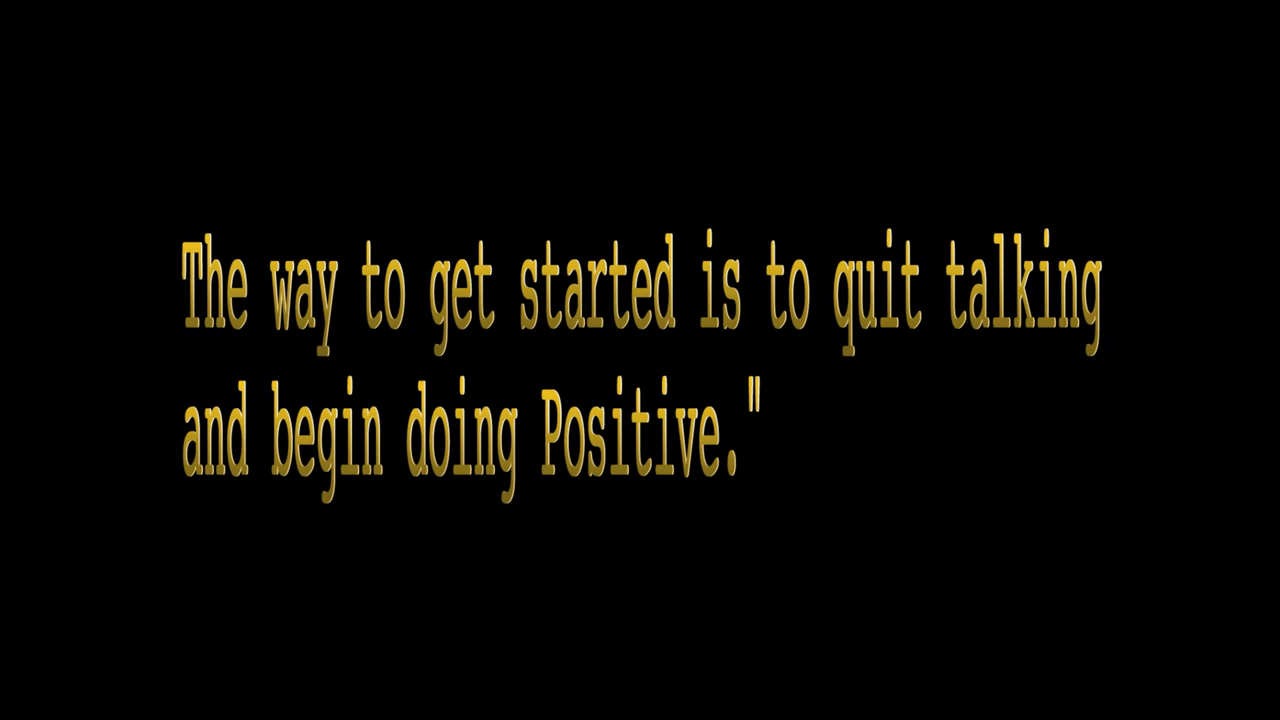 The way to get started is to quit talking
and begin doing Positive."